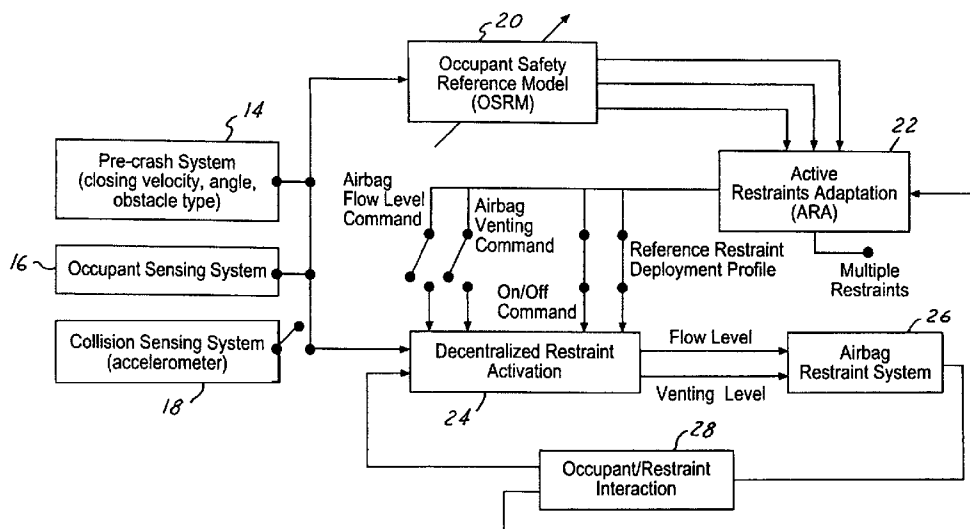 20
Occupant Safety
Reference Model
(OSRM)
14
Pre-crash System
(closing velocity, angle,
obstacle type)
22
Active
Restraints Adaptation
(ARA)
Airbag
Flow Level
Command
Airbag
Venting
Command
Reference Restraint
Deployment Profile
Multiple
Restraints
16
Occupant Sensing System
On/Off
Command
Collision Sensing System
(accelerometer)
18
Decentralized Restraint
Activation
24
Flow Level
Venting Level
26
Airbag
Restraint System
28
Occupant/Restraint
Interaction